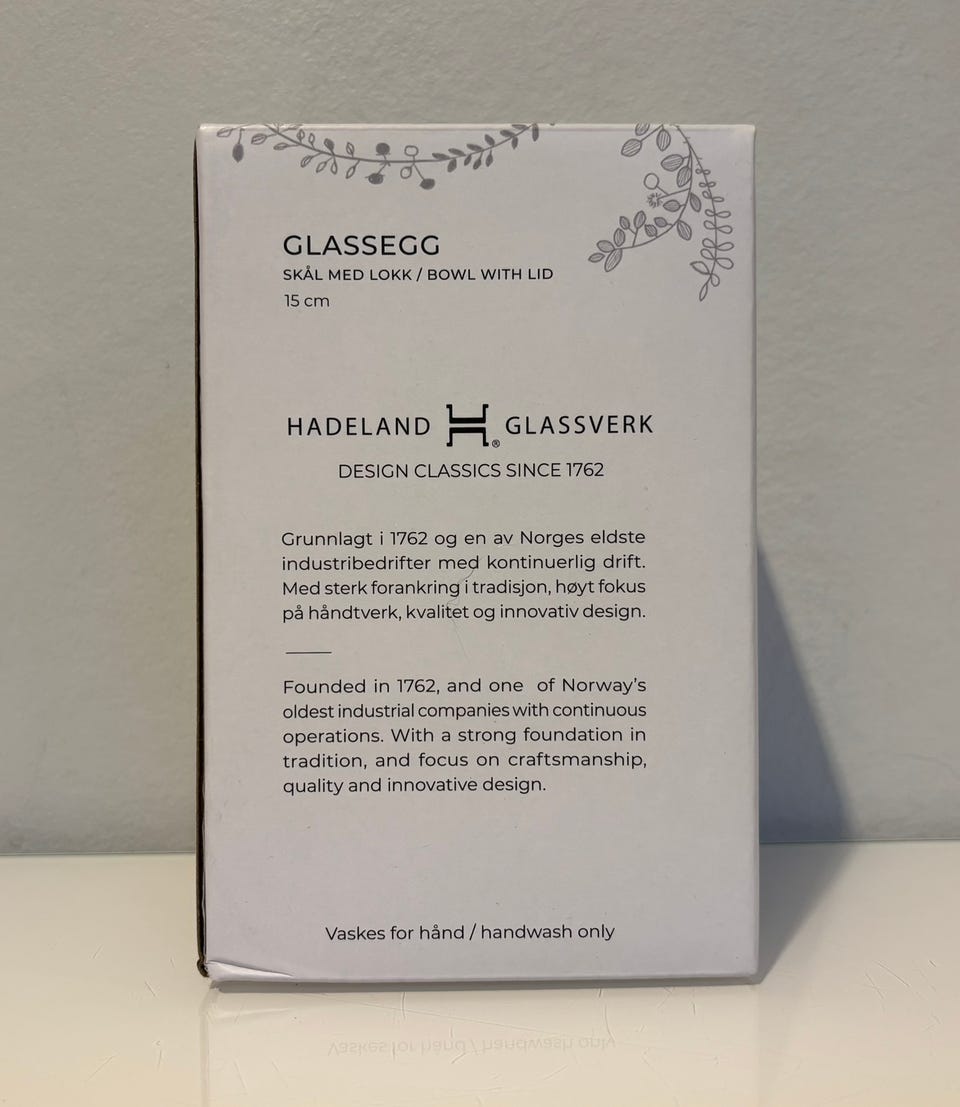 GLASSEGG
SKÅL MED LOKK / BOWL WITH LID
15 cm
HADELAND H® GLASSVERK
DESIGN CLASSICS SINCE 1762
Grunnlagt i 1762 og en av Norges eldste
industribedrifter med kontinuerlig drift.
Med sterk forankring i tradisjon, høyt fokus
på håndtverk, kvalitet og innovativ design.
Founded in 1762, and one of Norway’s
oldest industrial companies with continuous
operations. With a strong foundation in
tradition, and focus on craftsmanship,
quality and innovative design.
Vaskes for hånd / handwash only